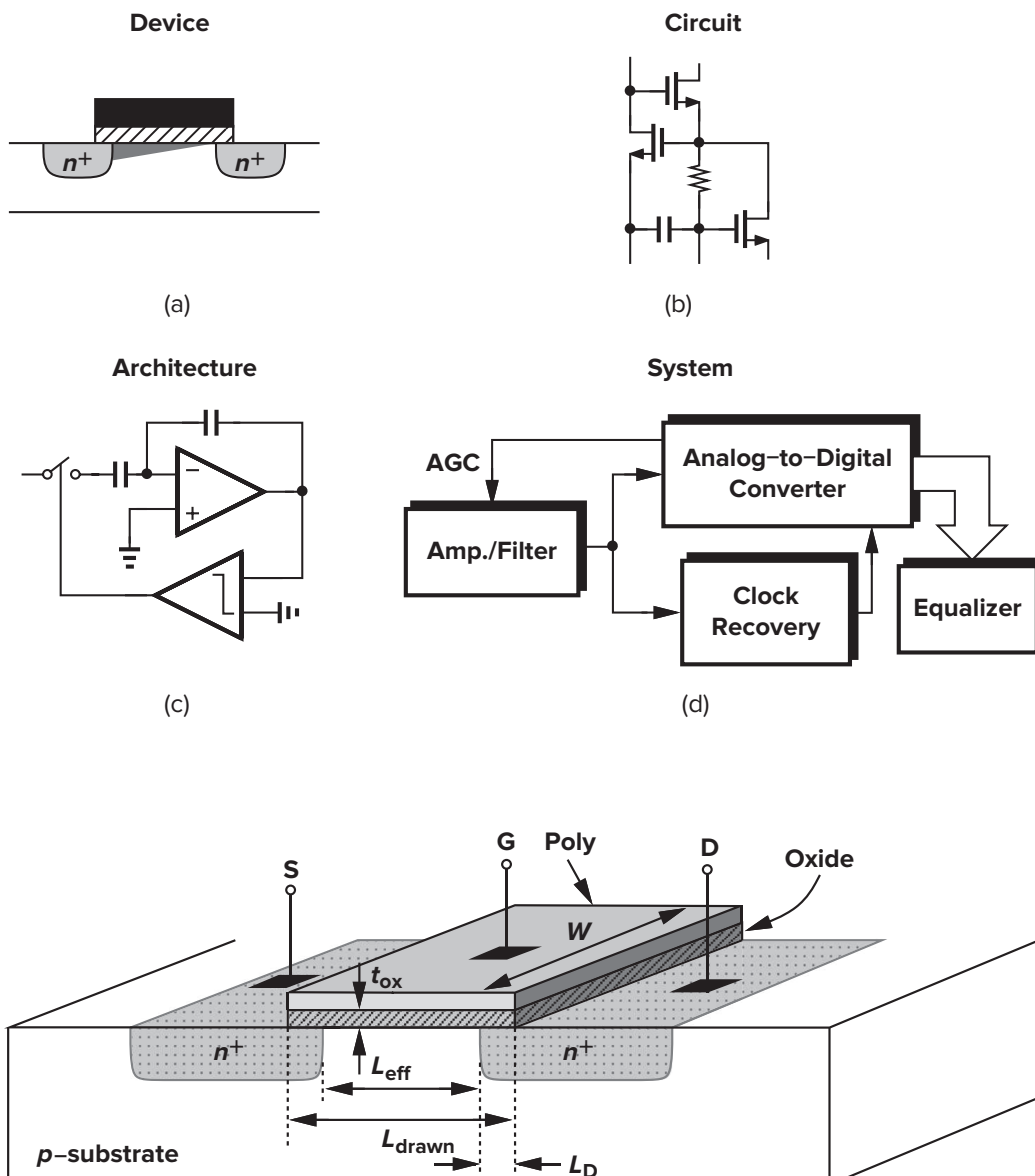 Device
Circuit
n+
n+
(a)
(b)
Architecture
System
−
+
(c)
AGC
Amp./Filter
Analog–to–Digital
Converter
Clock
Recovery
Equalizer
(d)
S
G
Poly
D
Oxide
W
tox
n+
n+
Leff
Ldrawn
p–substrate
LD